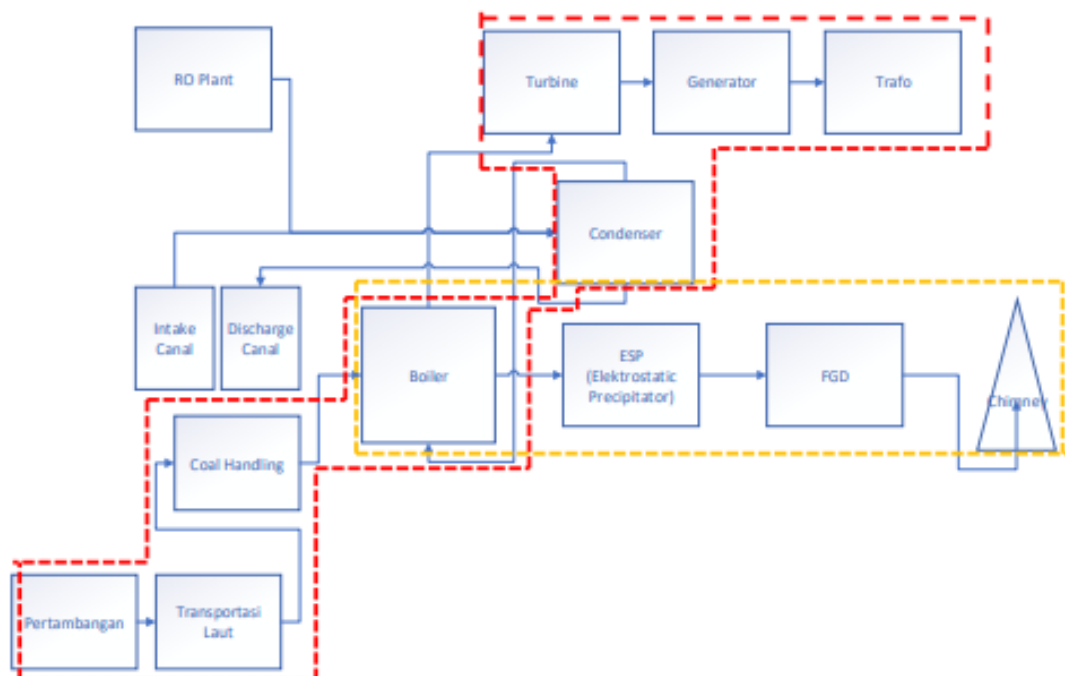 RO Plant
Turbine
Generator
Trafo
Condenser
Intake
Canal
Discharge
Canal
Boiler
ESP
(Elektrostatic
Precipitator)
FGD
Chimney
Coal Handling
Pertambangan
Transportasi
Laut